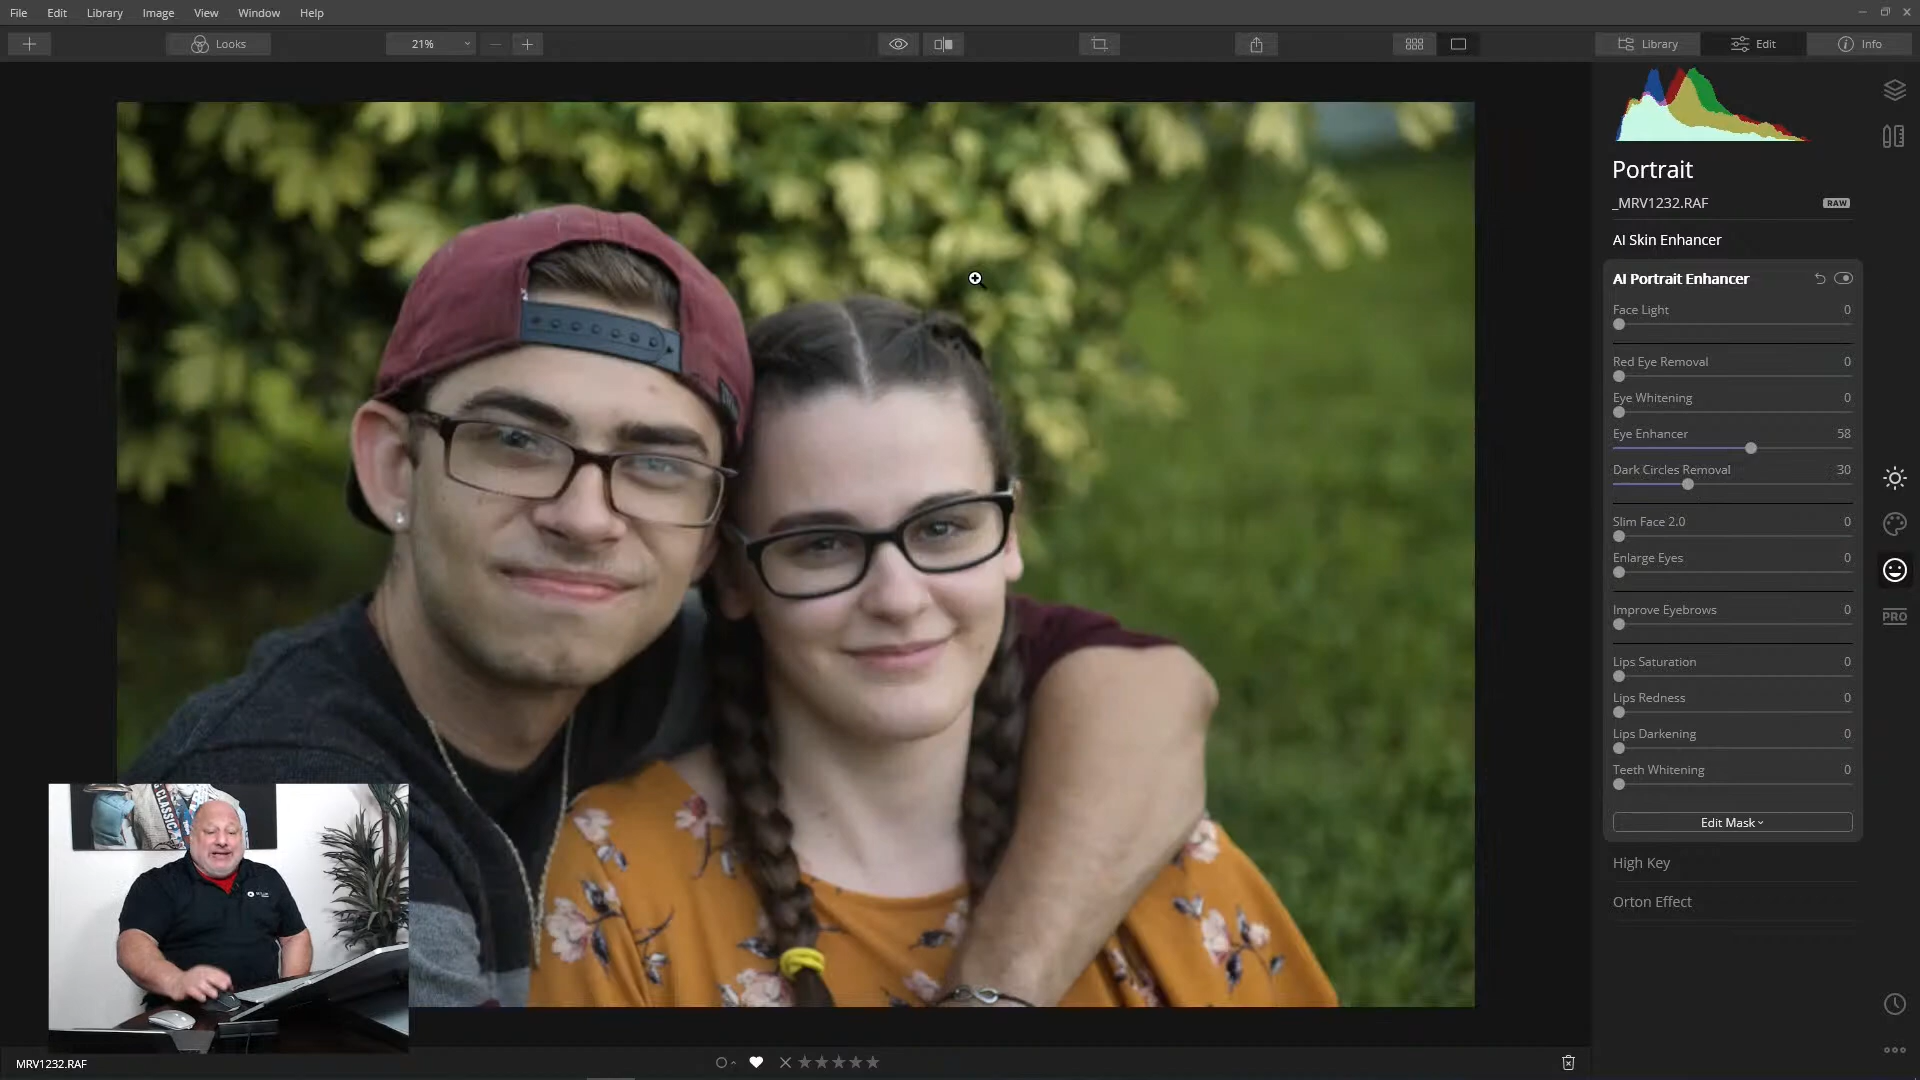 File Edit Library Image View Window Help
Looks 21% Library Edit Info
Portrait
_MRV1232.RAF RAW
AI Skin Enhancer
AI Portrait Enhancer
Face Light 0
Red Eye Removal 0
Eye Whitening 0
Eye Enhancer 58
Dark Circles Removal 30
Slim Face 2.0 0
Enlarge Eyes 0
Improve Eyebrows 0
PRO
Lips Saturation 0
Lips Redness 0
Lips Darkening 0
Teeth Whitening 0
Edit Mask
High Key
Orton Effect
CLASSIC
MRV1232.RAF